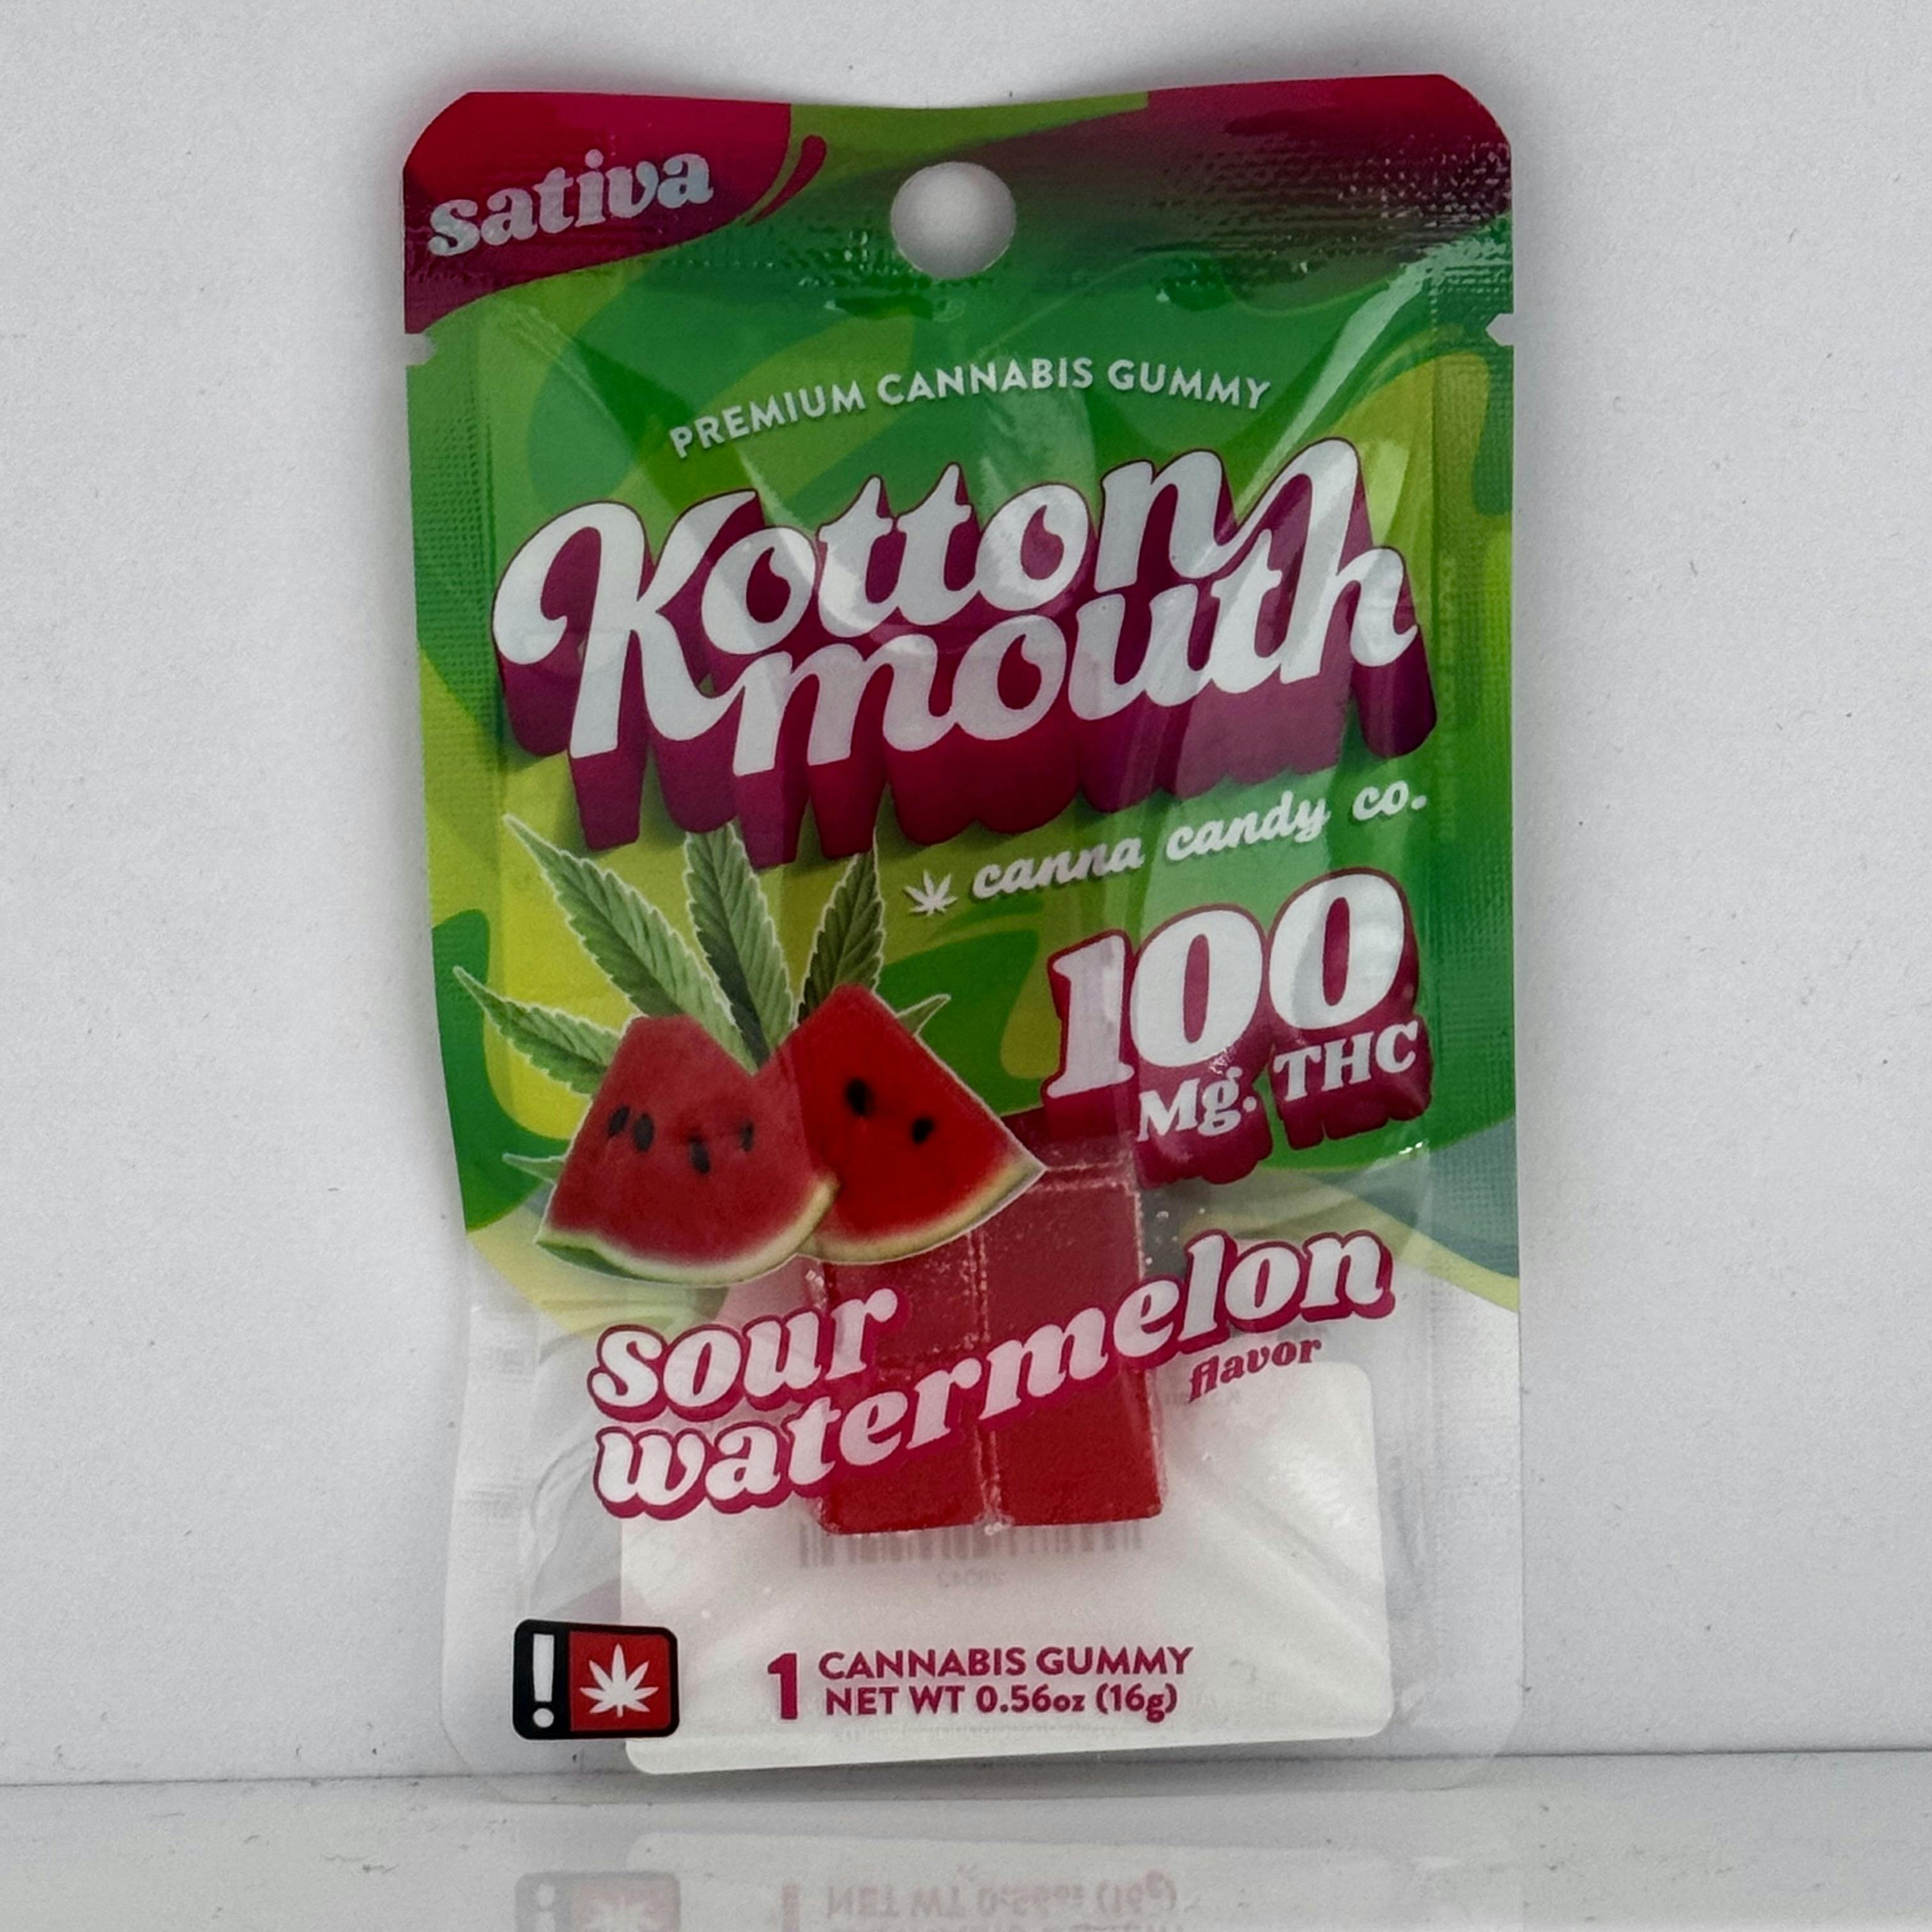 sativa
PREMIUM CANNABIS GUMMY
Kotton
mouth
canna candy co.
100
Mg. THC
sour
watermelon
flavor
!
1 CANNABIS GUMMY
NET WT 0.56oz (16g)